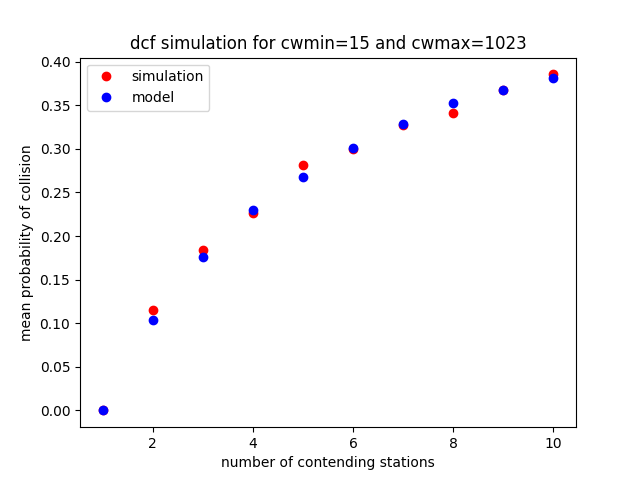 dcf simulation for cwmin=15 and cwmax=1023
simulation
model
mean probability of collision
0.40
0.35
0.30
0.25
0.20
0.15
0.10
0.05
0.00
2 4 6 8 10
number of contending stations